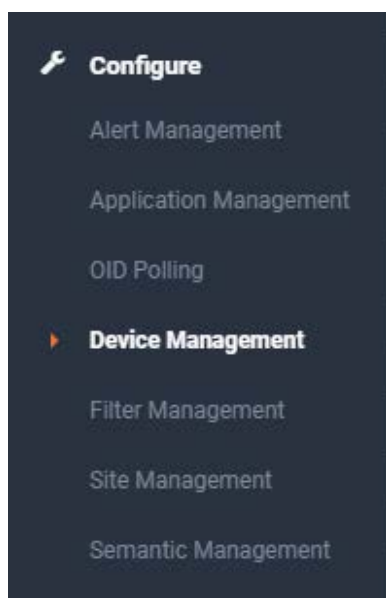 Configure
Alert Management
Application Management
OID Polling
Device Management
Filter Management
Site Management
Semantic Management